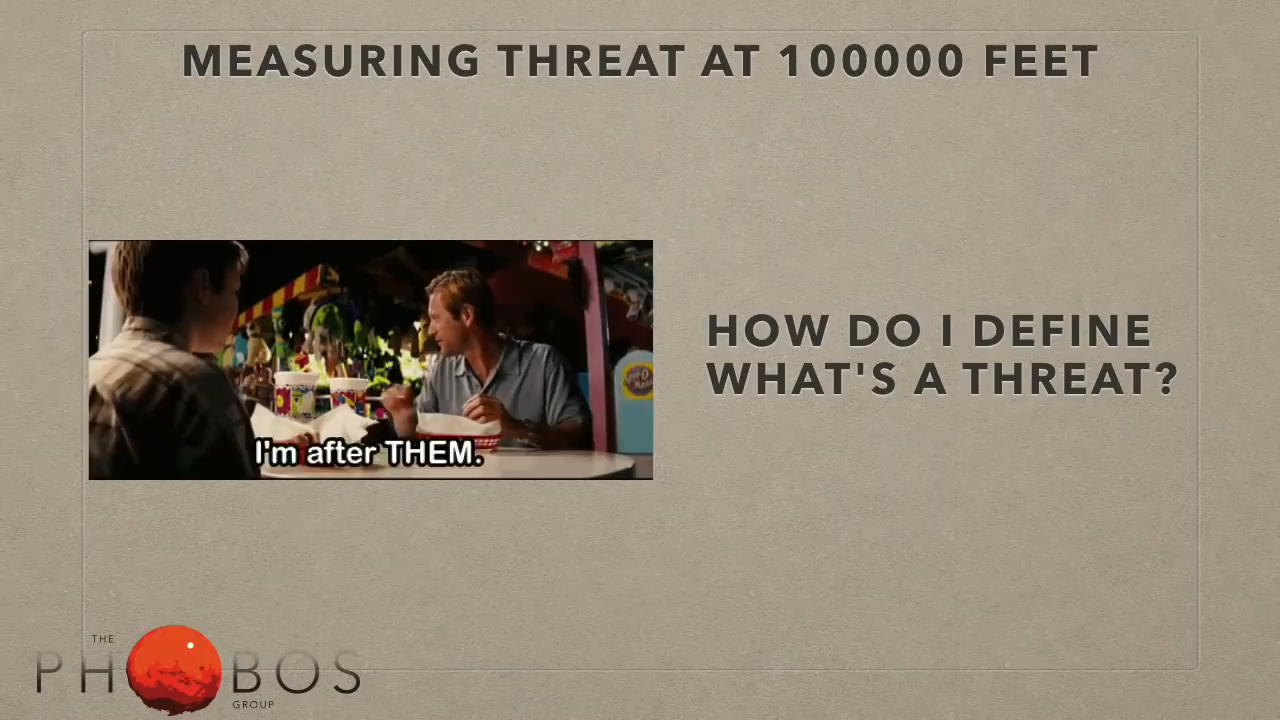 MEASURING THREAT AT 100000 FEET
I'm after THEM.
HOW DO I DEFINE
WHAT'S A THREAT?
THE
PHOBOS
GROUP